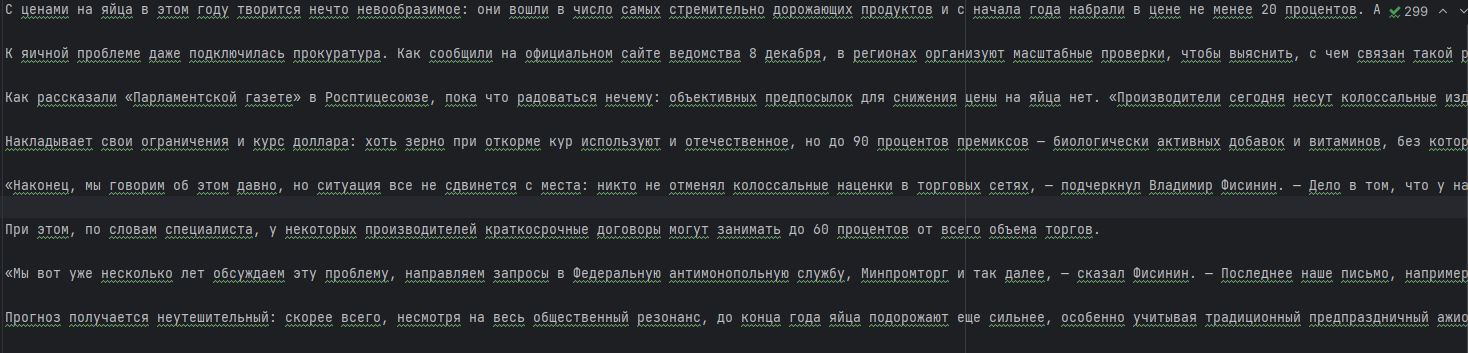 С ценами на яйца в этом году творится нечто невообразимое: они вошли в число самых стремительно дорожающих продуктов и с начала года набрали в цене не менее 20 процентов. А 299
К яичной проблеме даже подключилась прокуратура. Как сообщили на официальном сайте ведомства 8 декабря, в регионах организуют масштабные проверки, чтобы выяснить, с чем связан такой р
Как рассказали «Парламентской газете» в Росптицесоюзе, пока что радоваться нечему: объективных предпосылок для снижения цены на яйца нет. «Производители сегодня несут колоссальные изд
Накладывает свои ограничения и курс доллара: хоть зерно при откорме кур используют и отечественное, но до 90 процентов премиксов — биологически активных добавок и витаминов, без котор
«Наконец, мы говорим об этом давно, но ситуация все не сдвинется с места: никто не отменял колоссальные наценки в торговых сетях, — подчеркнул Владимир Фисинин. — Дело в том, что у на
При этом, по словам специалиста, у некоторых производителей краткосрочные договоры могут занимать до 60 процентов от всего объема торгов.
«Мы вот уже несколько лет обсуждаем эту проблему, направляем запросы в Федеральную антимонопольную службу, Минпромторг и так далее, — сказал Фисинин. — Последнее наше письмо, например
Прогноз получается неутешительный: скорее всего, несмотря на весь общественный резонанс, до конца года яйца подорожают еще сильнее, особенно учитывая традиционный предпраздничный ажио